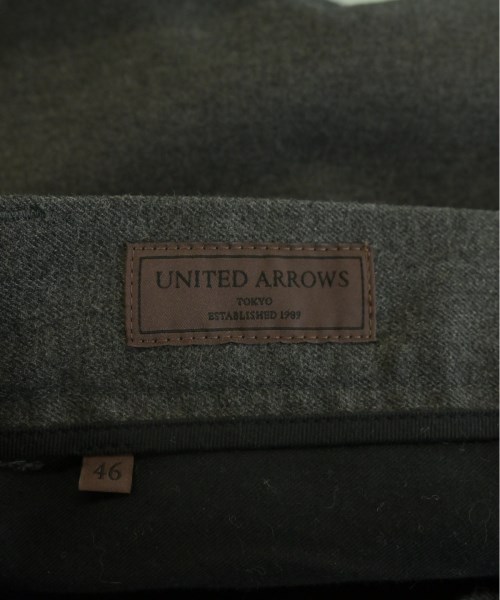 UNITED ARROWS
TOKYO
ESTABLISHED 1989
46